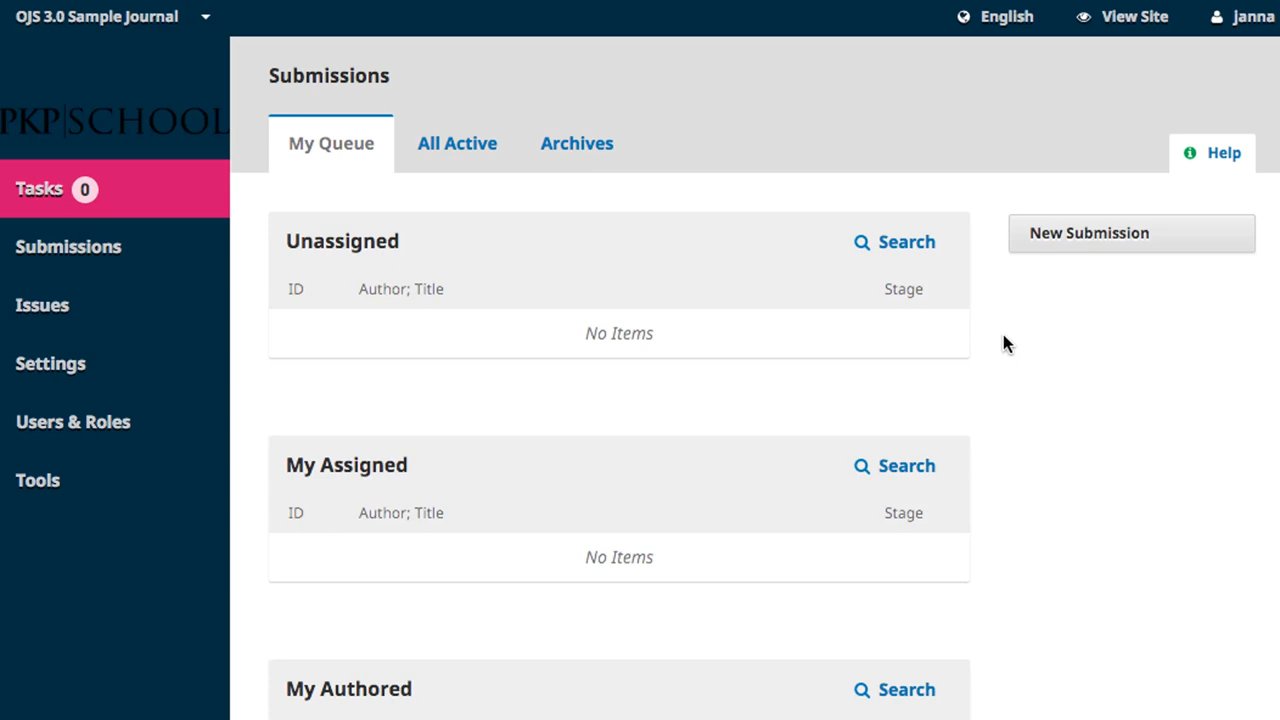 OJS 3.0 Sample Journal
English
View Site
Janna
PKP|SCHOOL
Tasks 0
Submissions
Issues
Settings
Users & Roles
Tools
Submissions
My Queue
All Active
Archives
Help
Unassigned
Search
ID
Author; Title
Stage
No Items
New Submission
My Assigned
Search
ID
Author; Title
Stage
No Items
My Authored
Search